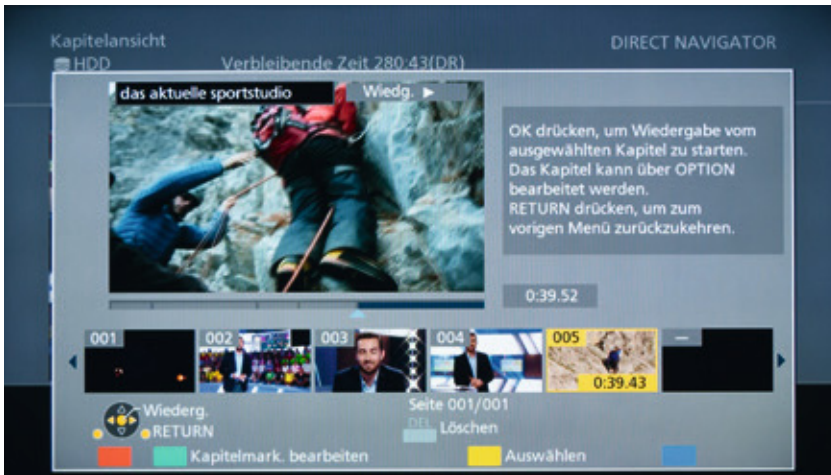 Kapitelansicht
DIRECT NAVIGATOR
HDD
Verbleibende Zeit 280:43(DR)
das aktuelle sportstudio
Wiedg. ▶
OK drücken, um Wiedergabe vom
ausgewählten Kapitel zu starten.
Das Kapitel kann über OPTION
bearbeitet werden.
RETURN drücken, um zum
vorigen Menü zurückzukehren.
0:39.52
001
002
003
004
005
---
0:39.43
Wiederg.
RETURN
Seite 001/001
DEL
Löschen
Kapitelmark. bearbeiten
Auswählen